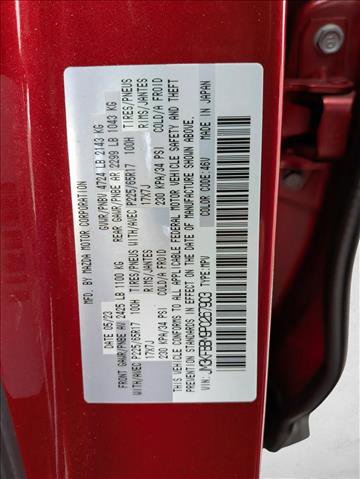 MFD. BY MAZDA MOTOR CORPORATION
05/23 GVWR/PNBV 4724 LB 2143 KG
FRONT GAWR/PNBE AV 2425 LB 1100 KG REAR GAWR/PNBE AR 2299 LB 1043 KG
WITH/AVEC P225/65R17 100H TIRES/PNEUS WITH/AVEC P225/65R17 100H TIRES/PNEUS
17X7J RIMS/JANTES 17X7J RIMS/JANTES
230 KPA/34 PSI COLD/A FROID 230 KPA/34 PSI COLD/A FROID
THIS VEHICLE CONFORMS TO ALL APPLICABLE FEDERAL MOTOR VEHICLE SAFETY AND THEFT
PREVENTION STANDARDS IN EFFECT ON THE DATE OF MANUFACTURE SHOWN ABOVE.
TYPE:MPV COLOR CODE:46V MADE IN JAPAN